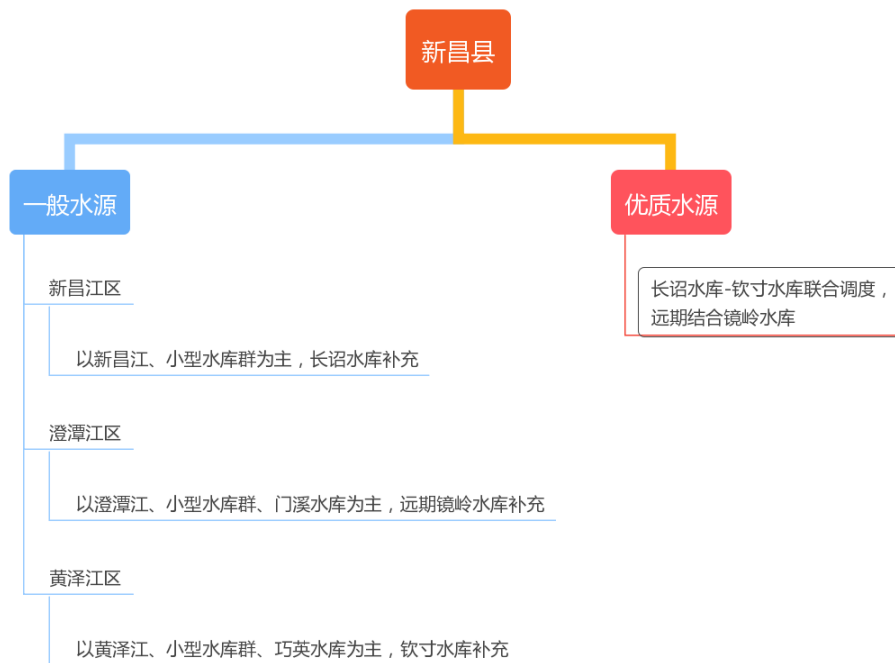 新昌县
一般水源
优质水源
新昌江区
以新昌江、小型水库群为主，长诏水库补充
澄潭江区
以澄潭江、小型水库群、门溪水库为主，远期镜岭水库补充
黄泽江区
以黄泽江、小型水库群、巧英水库为主，钦寸水库补充
长诏水库-钦寸水库联合调度，
远期结合镜岭水库